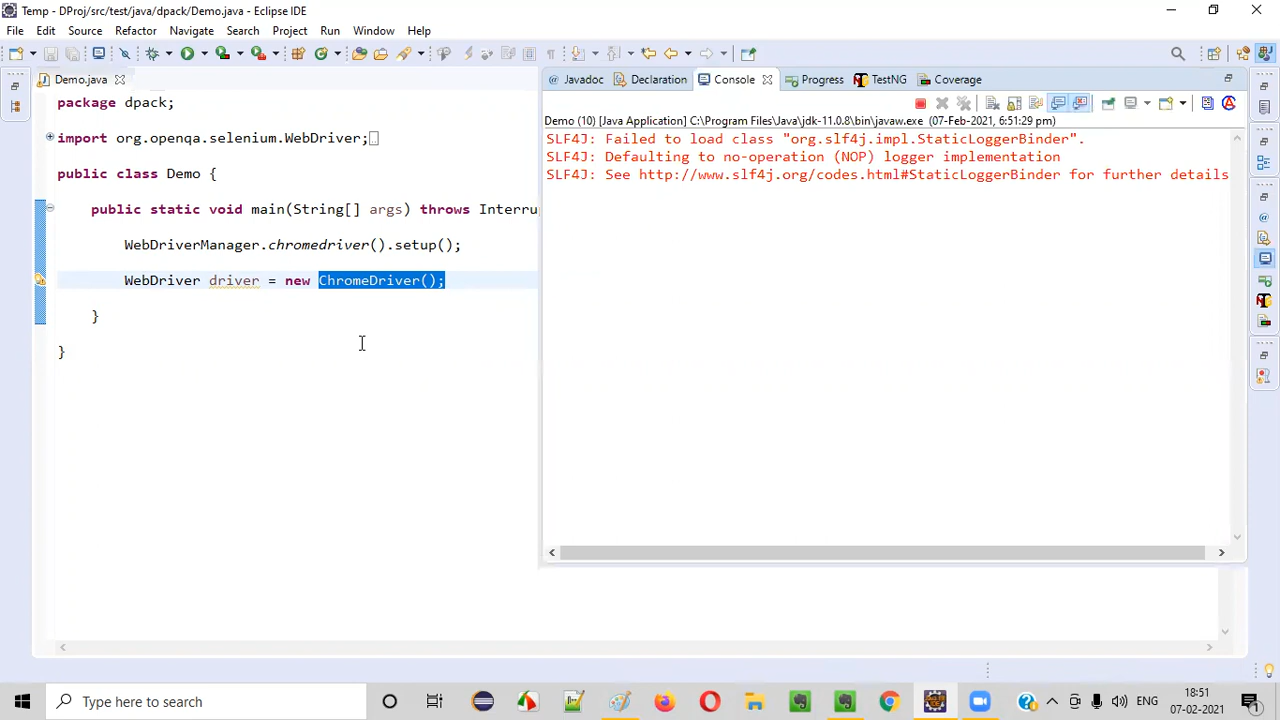 Temp - DProj/src/test/java/dpack/Demo.java - Eclipse IDE
File Edit Source Refactor Navigate Search Project Run Window Help
Demo.java
Javadoc Declaration Console Progress TestNG Coverage
package dpack;
Demo (10) [Java Application] C:\Program Files\Java\jdk-11.0.8\bin\javaw.exe (07-Feb-2021, 6:51:29 pm)
import org.openqa.selenium.WebDriver;
SLF4J: Failed to load class "org.slf4j.impl.StaticLoggerBinder".
SLF4J: Defaulting to no-operation (NOP) logger implementation
SLF4J: See http://www.slf4j.org/codes.html#StaticLoggerBinder for further details
public class Demo {
public static void main(String[] args) throws Interru
WebDriverManager.chromedriver().setup();
WebDriver driver = new ChromeDriver();
}
}
Type here to search
18:51
07-02-2021